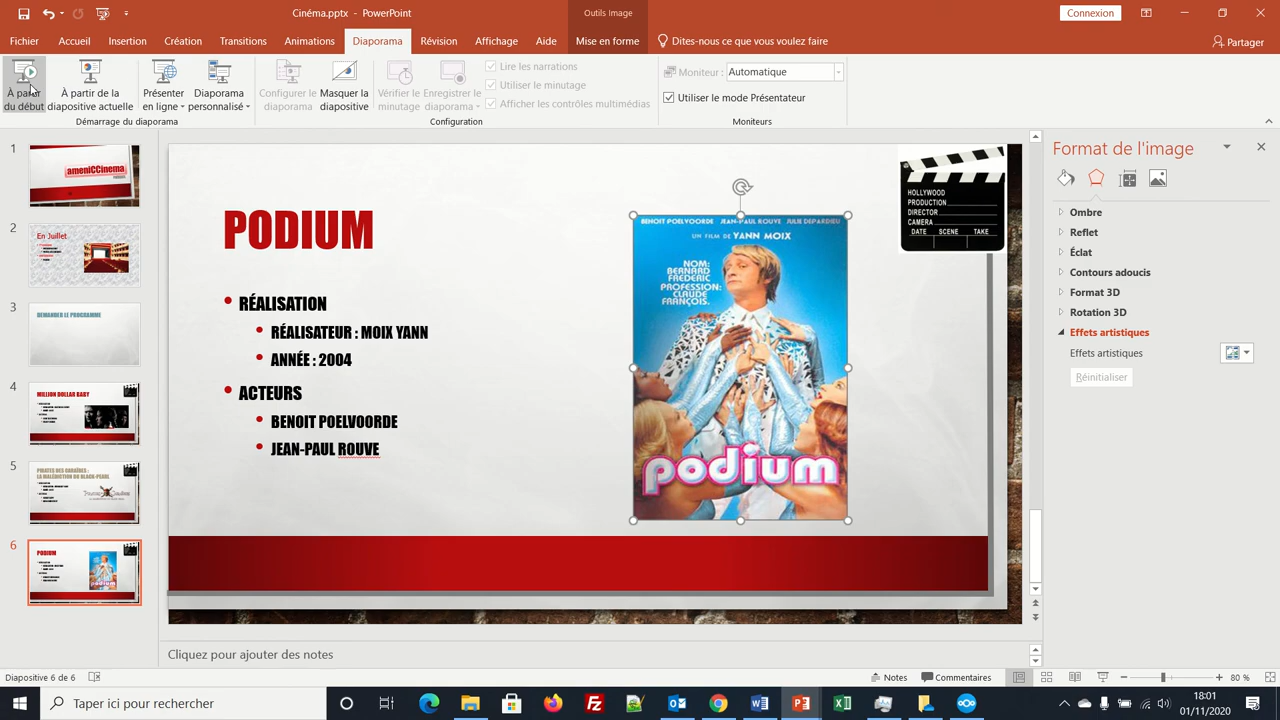 Cinéma.pptx - PowerPoint
Outils Image
Connexion
Fichier Accueil Insertion Création Transitions Animations Diaporama Révision Affichage Aide Mise en forme Dites-nous ce que vous voulez faire Partager
À partir du début
À partir de la diapositive actuelle
Présenter en ligne
Diaporama personnalisé
Démarrage du diaporama
Configurer le diaporama
Masquer la diapositive
Vérifier le minutage
Enregistrer le diaporama
Lire les narrations
Utiliser le minutage
Afficher les contrôles multimédias
Configuration
Moniteur : Automatique
Utiliser le mode Présentateur
Moniteurs
1
amenICCinema
2
En Juillet
3
DEMANDER LE PROGRAMME
4
MILLION DOLLAR BABY
5
PIRATES DES CARAÏBES :
LA MALÉDICTION DU BLACK-PEARL
6
PODIUM
PODIUM
RÉALISATION
RÉALISATEUR : MOIX YANN
ANNÉE : 2004
ACTEURS
BENOIT POELVOORDE
JEAN-PAUL ROUVE
BENOIT POELVOORDE JEAN-PAUL ROUVE JULIE DEPARDIEU
UN FILM DE YANN MOIX
NOM:
BERNARD
FREDERIC
PROFESSION:
CLAUDE
FRANÇOIS.
podium
HOLLYWOOD
PRODUCTION
DIRECTOR
CAMERA
DATE SCENE TAKE
Format de l'image
Ombre
Reflet
Éclat
Contours adoucis
Format 3D
Rotation 3D
Effets artistiques
Effets artistiques
Réinitialiser
Cliquez pour ajouter des notes
Diapositive 6 de 6
Notes Commentaires
80 %
Taper ici pour rechercher
18:01
01/11/2020